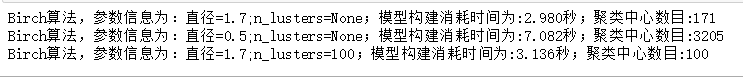 Birch算法，参数信息为：直径=1.7;n_lusters=None；模型构建消耗时间为:2.980秒；聚类中心数目:171
Birch算法，参数信息为：直径=0.5;n_lusters=None；模型构建消耗时间为:7.082秒；聚类中心数目:3205
Birch算法，参数信息为：直径=1.7;n_lusters=100；模型构建消耗时间为:3.136秒；聚类中心数目:100